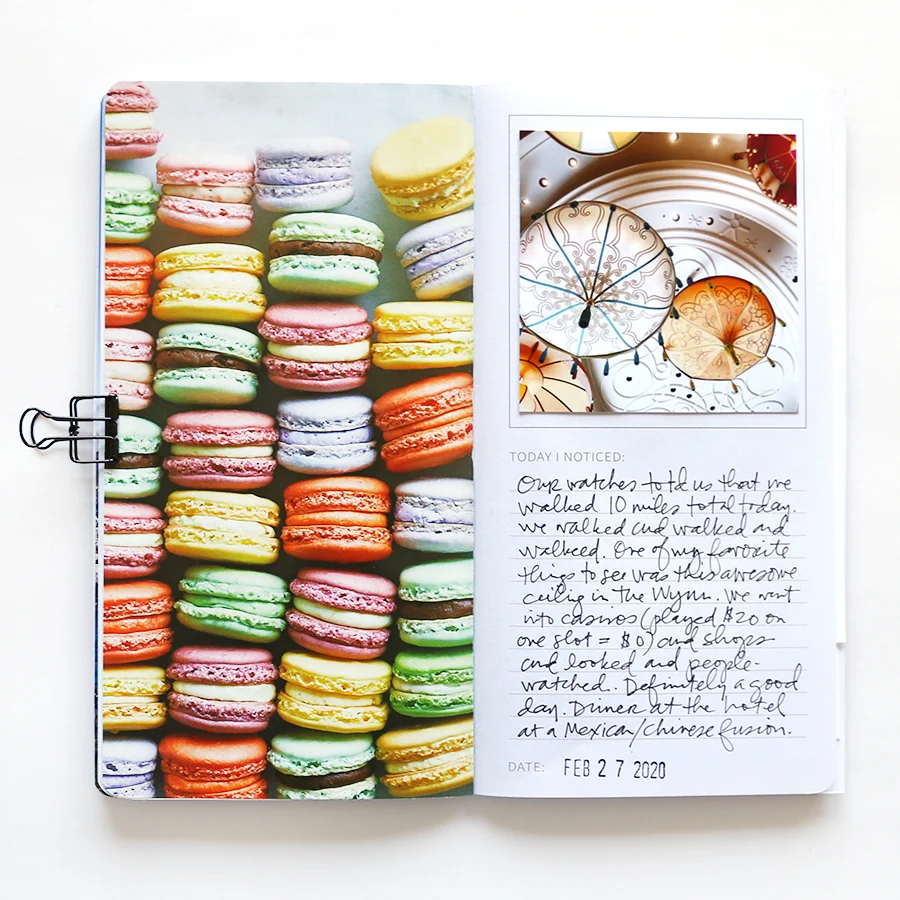 TODAY I NOTICED:
Our watches told us that we
walked 10 miles total today.
We walked and walked and
walked. One of my favorite
things to see was this awesome
ceiling in the Wynn. We went
into casinos (played $20 on
one slot = $0) and shops
and looked and people-
watched. Definitely a good
day. Dinner at the hotel
at a Mexican/Chinese fusion.
DATE: FEB 27 2020